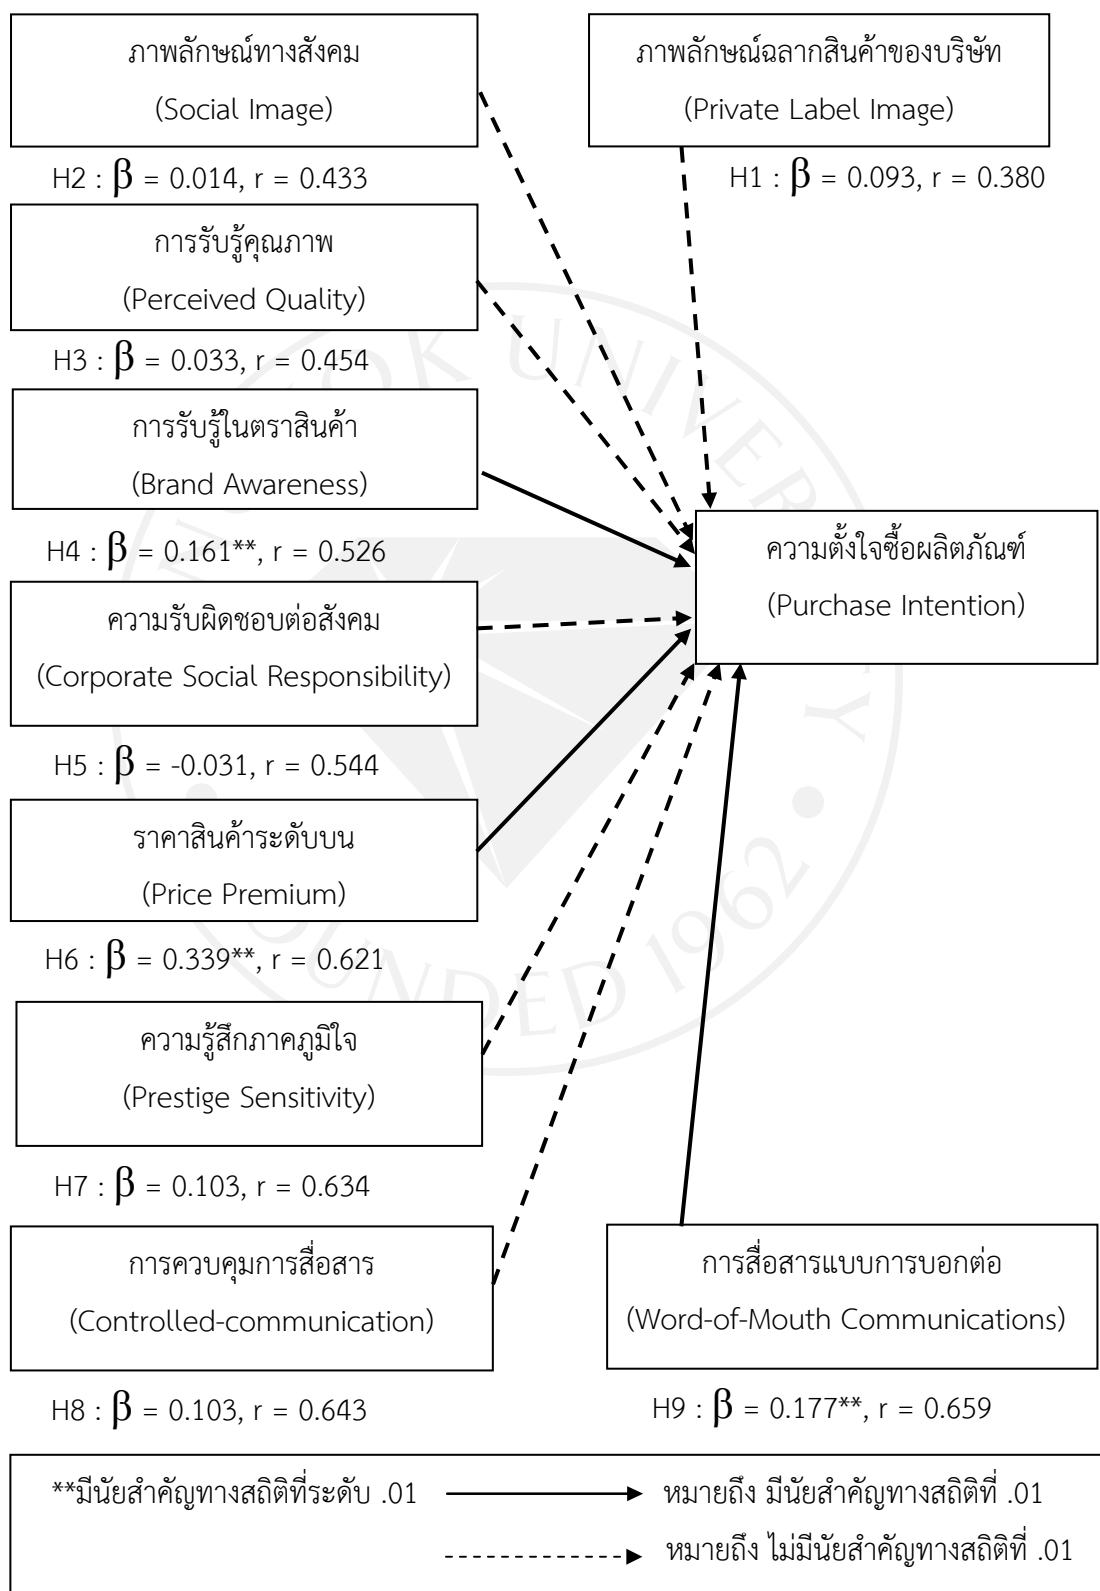 ภาพลักษณ์ทางสังคม
(Social Image)
ภาพลักษณ์ฉลากสินค้าของบริษัท
(Private Label Image)
H2 : β = 0.014, r = 0.433
H1 : β = 0.093, r = 0.380
การรับรู้คุณภาพ
(Perceived Quality)
H3 : β = 0.033, r = 0.454
การรับรู้ในตราสินค้า
(Brand Awareness)
H4 : β = 0.161**, r = 0.526
ความตั้งใจซื้อผลิตภัณฑ์
(Purchase Intention)
ความรับผิดชอบต่อสังคม
(Corporate Social Responsibility)
H5 : β = -0.031, r = 0.544
ราคาสินค้าระดับบน
(Price Premium)
H6 : β = 0.339**, r = 0.621
ความรู้สึกภาคภูมิใจ
(Prestige Sensitivity)
H7 : β = 0.103, r = 0.634
การควบคุมการสื่อสาร
(Controlled-communication)
H8 : β = 0.103, r = 0.643
การสื่อสารแบบการบอกต่อ
(Word-of-Mouth Communications)
H9 : β = 0.177**, r = 0.659
**มีนัยสำคัญทางสถิติที่ระดับ .01
หมายถึง มีนัยสำคัญทางสถิติที่ .01
หมายถึง ไม่มีนัยสำคัญทางสถิติที่ .01
UNIVERSITY
1962